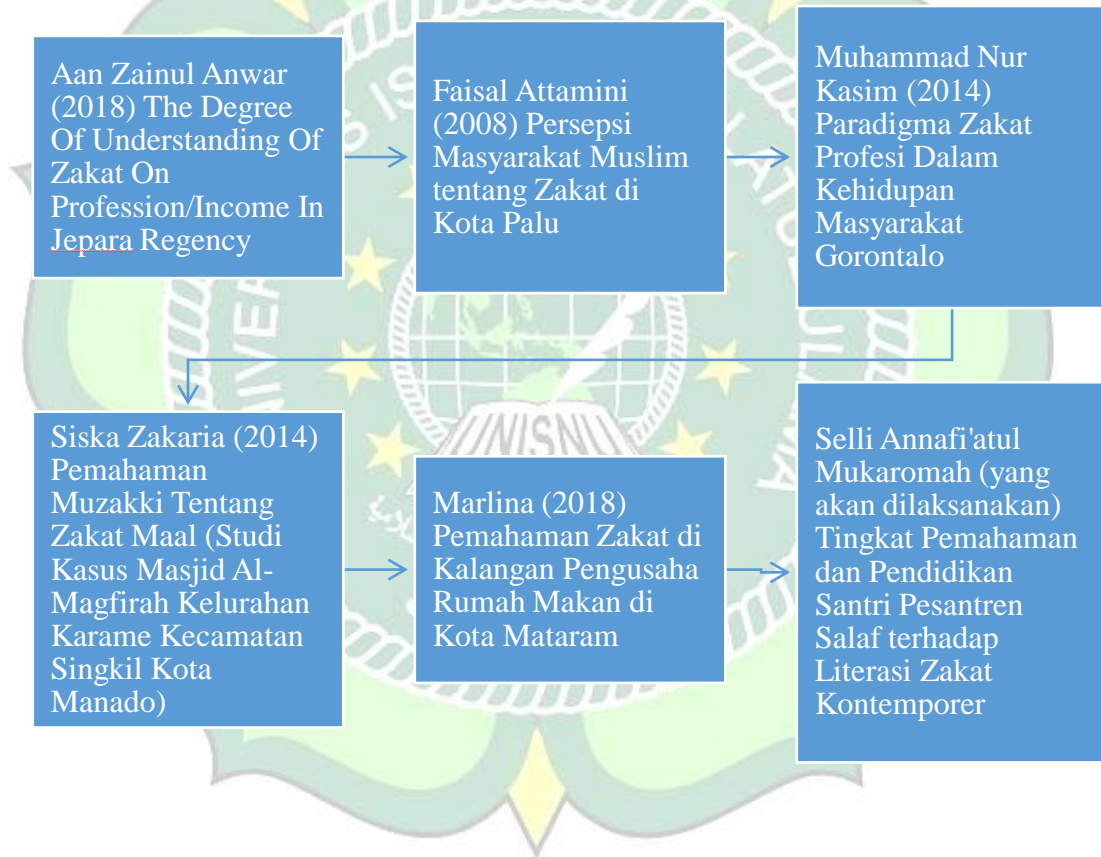 Aan Zainul Anwar
(2018) The Degree
Of Understanding Of
Zakat On
Profession/Income In
Jepara Regency
Faisal Attamini
(2008) Persepsi
Masyarakat Muslim
tentang Zakat di
Kota Palu
Muhammad Nur
Kasim (2014)
Paradigma Zakat
Profesi Dalam
Kehidupan
Masyarakat
Gorontalo
Siska Zakaria (2014)
Pemahaman
Muzakki Tentang
Zakat Maal (Studi
Kasus Masjid Al-
Magfirah Kelurahan
Karame Kecamatan
Singkil Kota
Manado)
Marlina (2018)
Pemahaman Zakat di
Kalangan Pengusaha
Rumah Makan di
Kota Mataram
Selli Annafi'atul
Mukaromah (yang
akan dilaksanakan)
Tingkat Pemahaman
dan Pendidikan
Santri Pesantren
Salaf terhadap
Literasi Zakat
Kontemporer
UNISNU